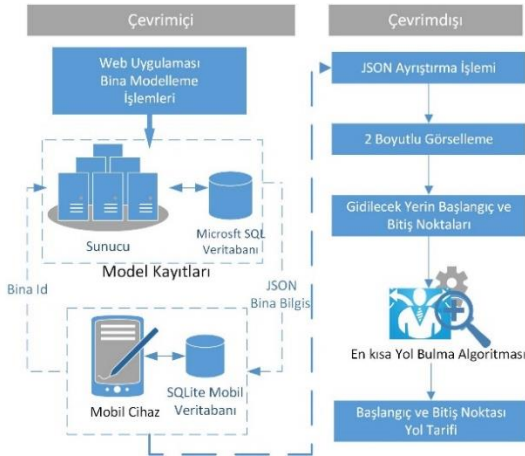 Çevrimiçi
Web Uygulaması
Bina Modelleme
İşlemleri
Sunucu
Microsft SQL
Veritabanı
Model Kayıtları
Bina Id
JSON
Bina Bilgis
Mobil Cihaz
SQLite Mobil
Veritabanı
Çevrimdışı
JSON Ayrıştırma İşlemi
2 Boyutlu Görselleme
Gidilecek Yerin Başlangıç ve
Bitiş Noktaları
En kısa Yol Bulma Algoritması
Başlangıç ve Bitiş Noktası
Yol Tarifi